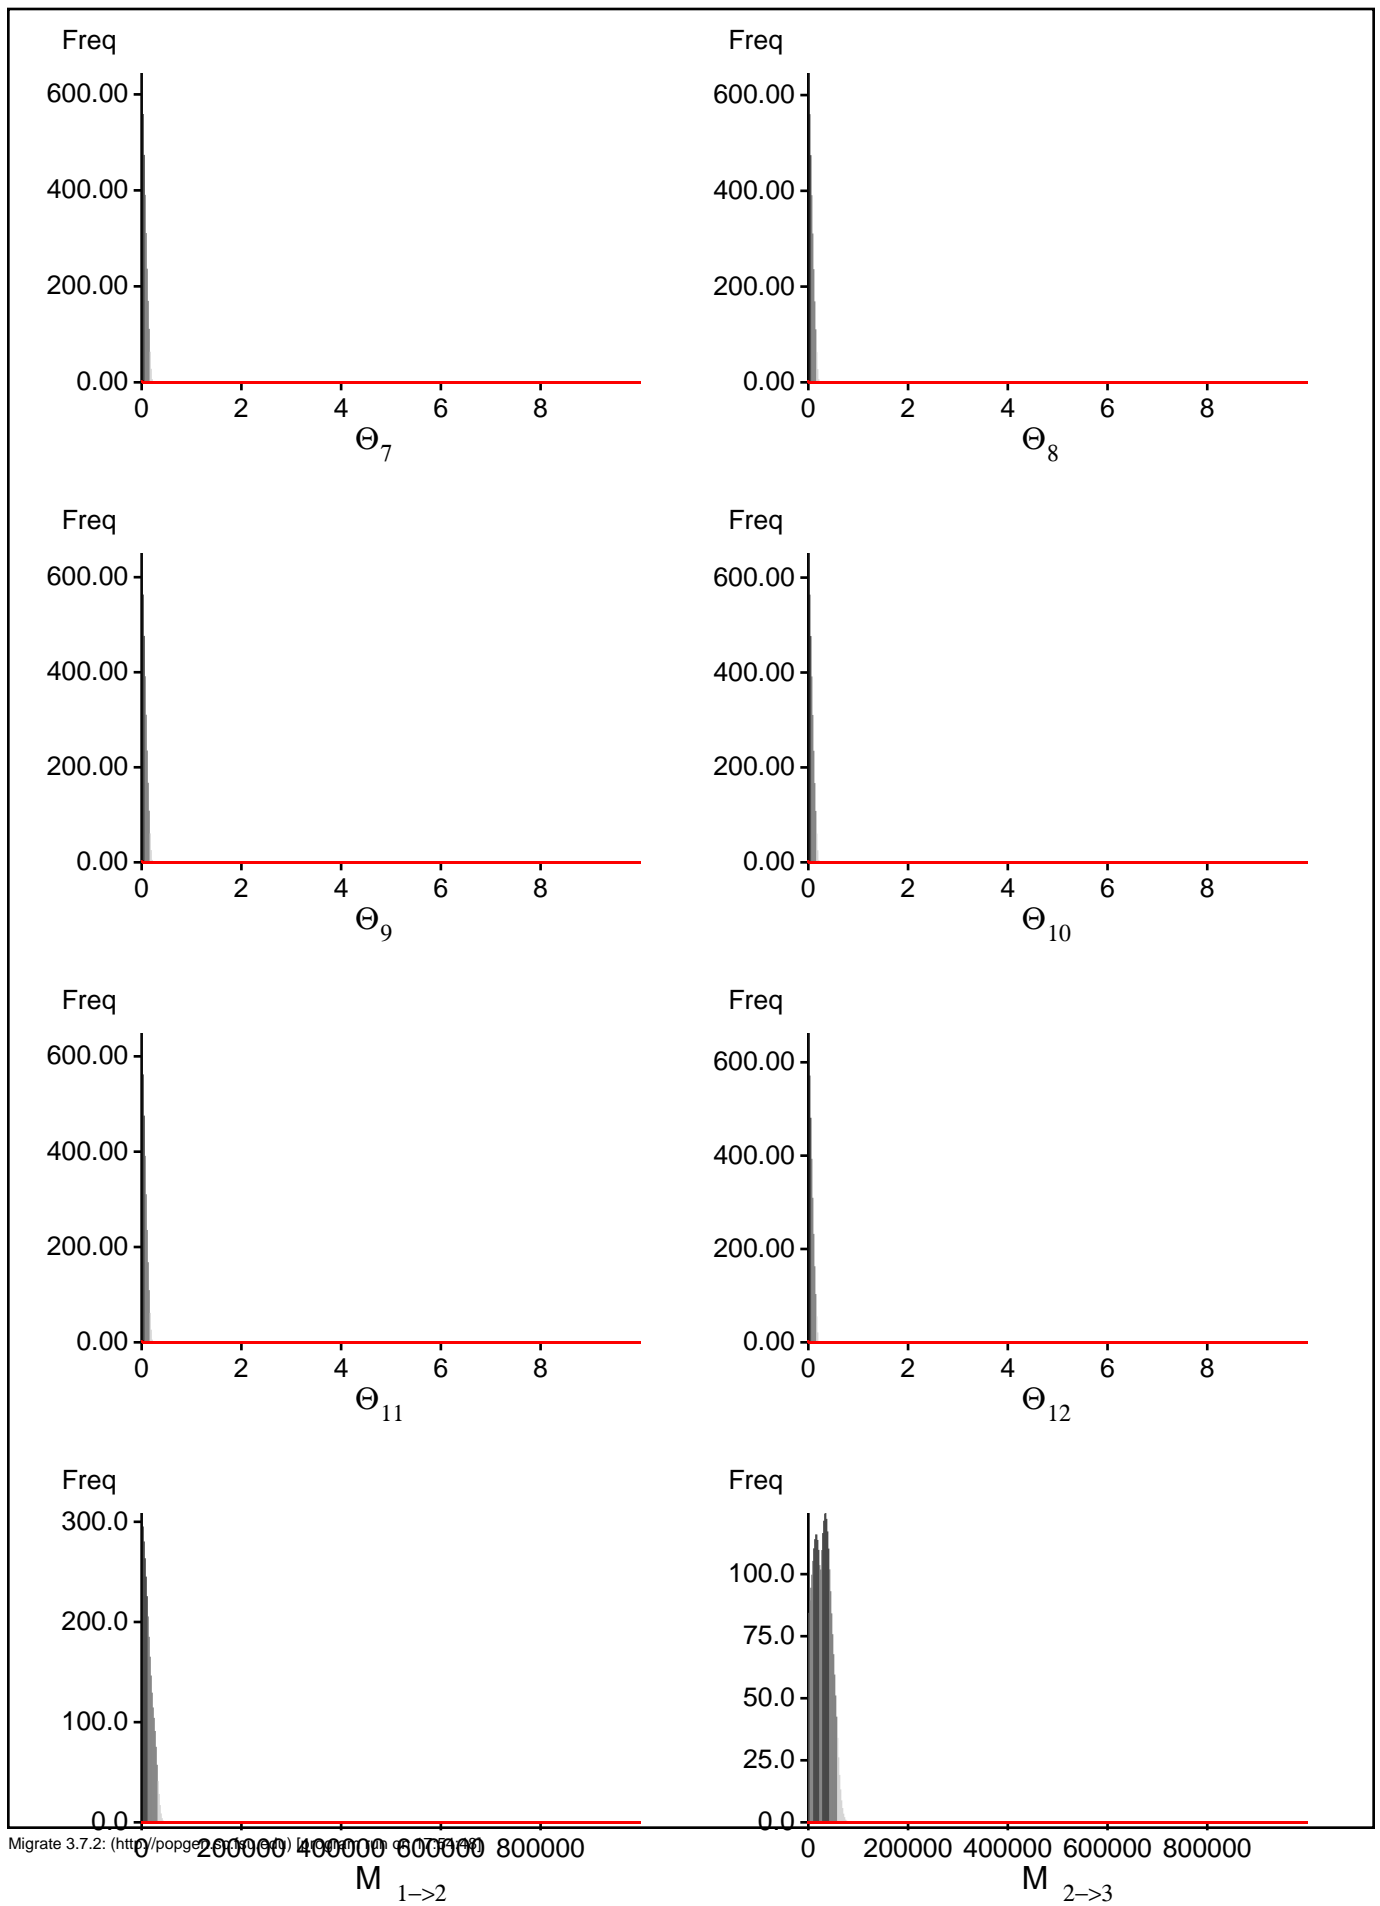 Freq Freq
600.00 600.00
400.00 400.00
200.00 200.00
0.00 0.00
0 2 4 6 8 0 2 4 6 8
Θ7 Θ8
Freq Freq
600.00 600.00
400.00 400.00
200.00 200.00
0.00 0.00
0 2 4 6 8 0 2 4 6 8
Θ9 Θ10
Freq Freq
600.00 600.00
400.00 400.00
200.00 200.00
0.00 0.00
0 2 4 6 8 0 2 4 6 8
Θ11 Θ12
Freq Freq
300.0
100.0
200.0
75.0
50.0
100.0
25.0
0.0 0.0
Migrate 3.7.2: (http://popgen.sc.fsu.edu) [program run on 17:54:48]
0 200000 400000 600000 800000 0 200000 400000 600000 800000
M 1->2 M 2->3